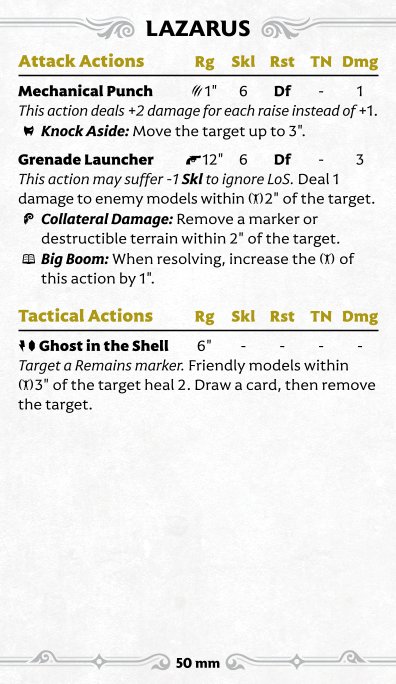 LAZARUS
Attack Actions Rg Skl Rst TN Dmg
Mechanical Punch 1" 6 Df - 1
This action deals +2 damage for each raise instead of +1.
Knock Aside: Move the target up to 3".
Grenade Launcher 12" 6 Df - 3
This action may suffer -1 Skl to ignore LoS. Deal 1
damage to enemy models within 2" of the target.
Collateral Damage: Remove a marker or
destructible terrain within 2" of the target.
Big Boom: When resolving, increase the of
this action by 1".
Tactical Actions Rg Skl Rst TN Dmg
Ghost in the Shell 6" - - - -
Target a Remains marker. Friendly models within
3" of the target heal 2. Draw a card, then remove
the target.
50 mm